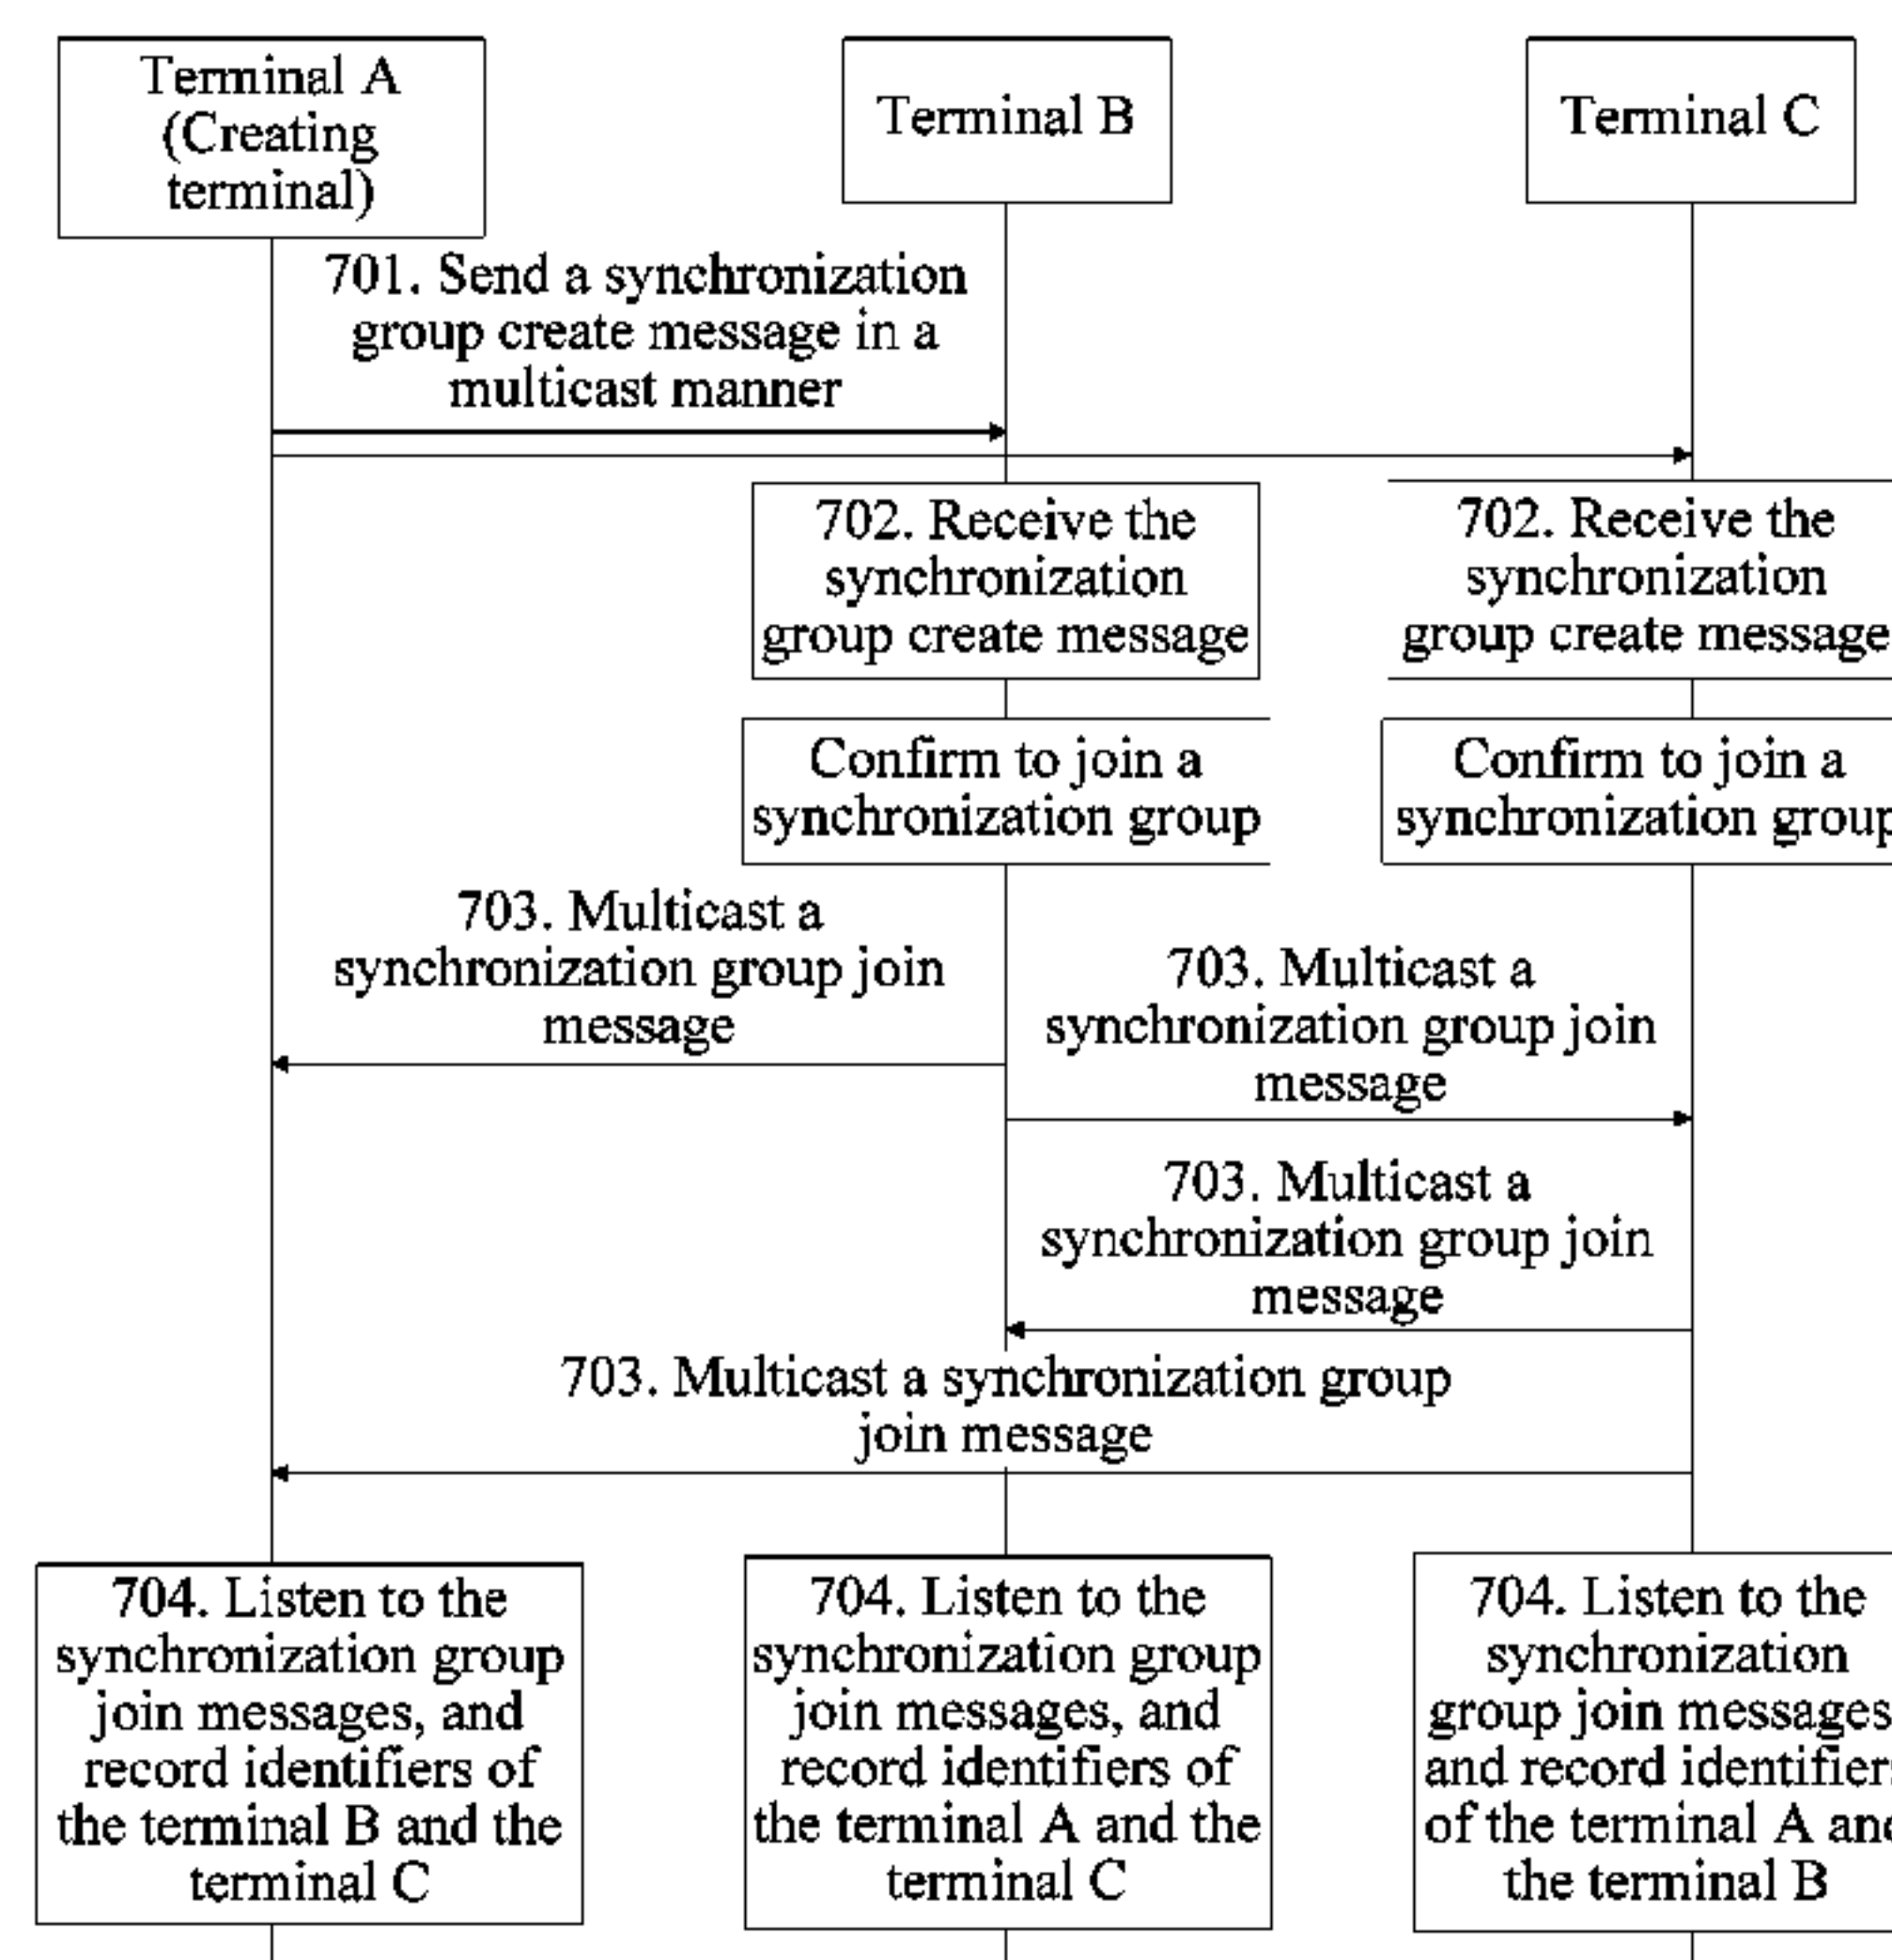 Terminal A
(Creating
terminal)
Terminal B
Terminal C
701. Send a synchronization
group create message in a
multicast manner
702. Receive the
synchronization
group create message
702. Receive the
synchronization
group create message
Confirm to join a
synchronization group
Confirm to join a
synchronization group
703. Multicast a
synchronization group join
message
703. Multicast a
synchronization group join
message
703. Multicast a
synchronization group join
message
703. Multicast a synchronization group
join message
704. Listen to the
synchronization group
join messages, and
record identifiers of
the terminal B and the
terminal C
704. Listen to the
synchronization group
join messages, and
record identifiers of
the terminal A and the
terminal C
704. Listen to the
synchronization
group join messages
and record identifiers
of the terminal A and
the terminal B